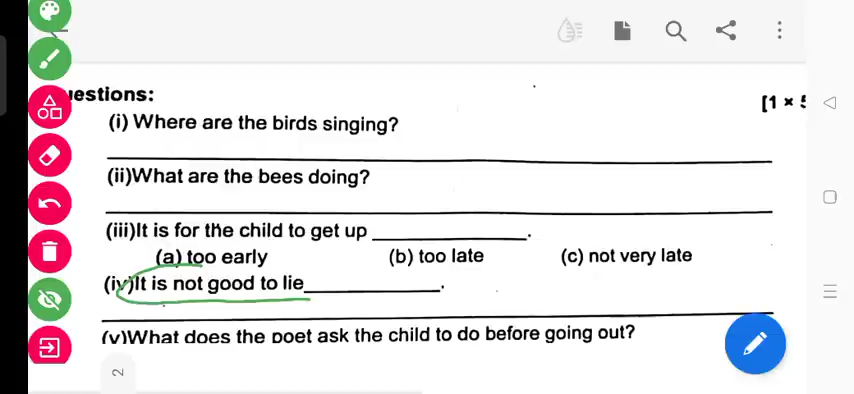 uestions:
[1 × 5
(i) Where are the birds singing?
(ii)What are the bees doing?
(iii)It is for the child to get up ______________.
(a) too early (b) too late (c) not very late
(iv)It is not good to lie____________.
(v)What does the poet ask the child to do before going out?
2